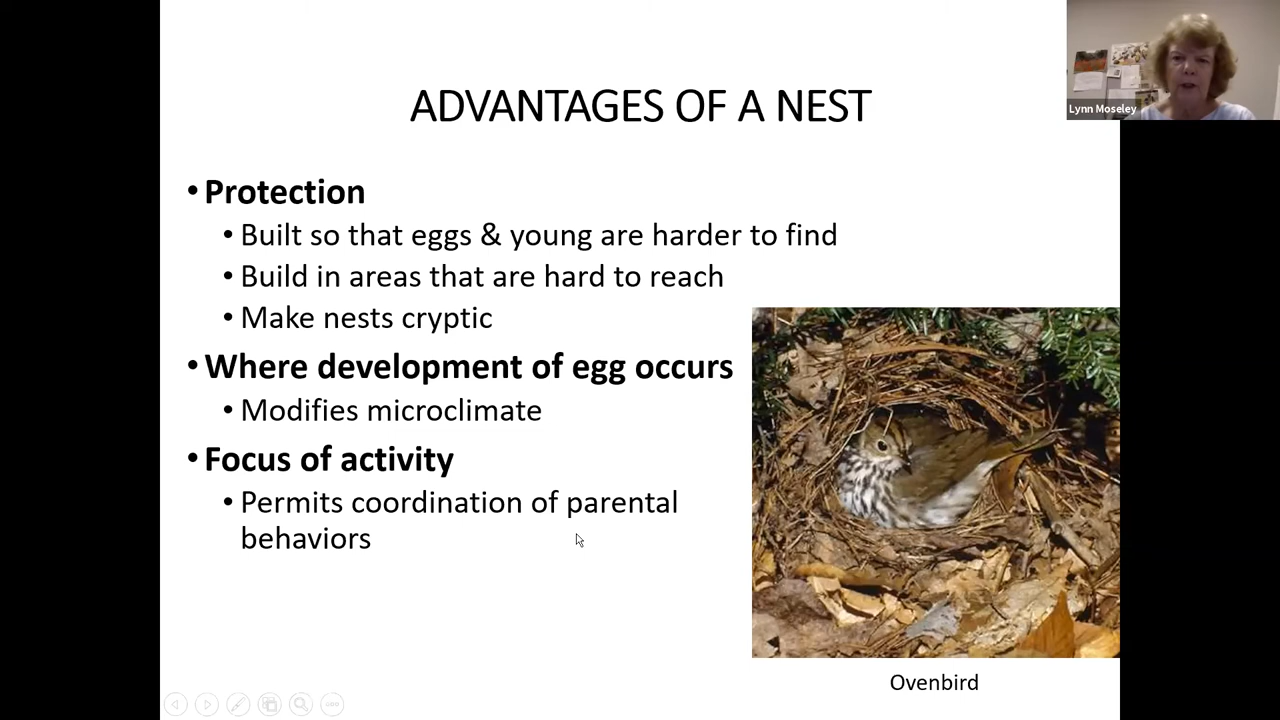 Lynn Moseley
ADVANTAGES OF A NEST
• Protection
• Built so that eggs & young are harder to find
• Build in areas that are hard to reach
• Make nests cryptic
• Where development of egg occurs
• Modifies microclimate
• Focus of activity
• Permits coordination of parental
behaviors
Ovenbird